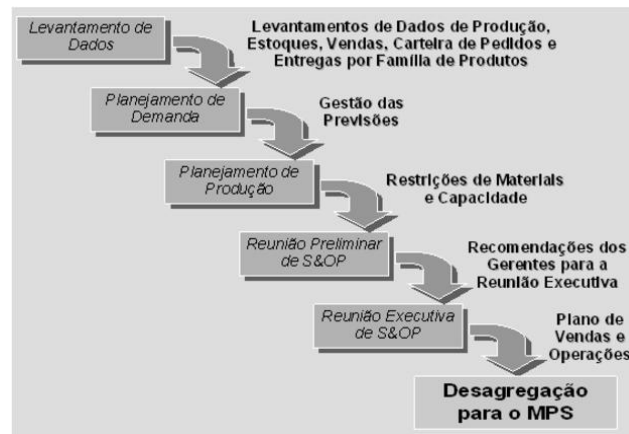 Levantamento de
Dados
Levantamentos de Dados de Produção,
Estoques, Vendas, Carteira de Pedidos e
Entregas por Família de Produtos
Planejamento de
Demanda
Gestão das
Previsões
Planejamento de
Produção
Restrições de Materiais
e Capacidade
Reunião Preliminar
de S&OP
Recomendações dos
Gerentes para a
Reunião Executiva
Reunião Executiva
de S&OP
Plano de
Vendas e
Operações
Desagregação
para o MPS